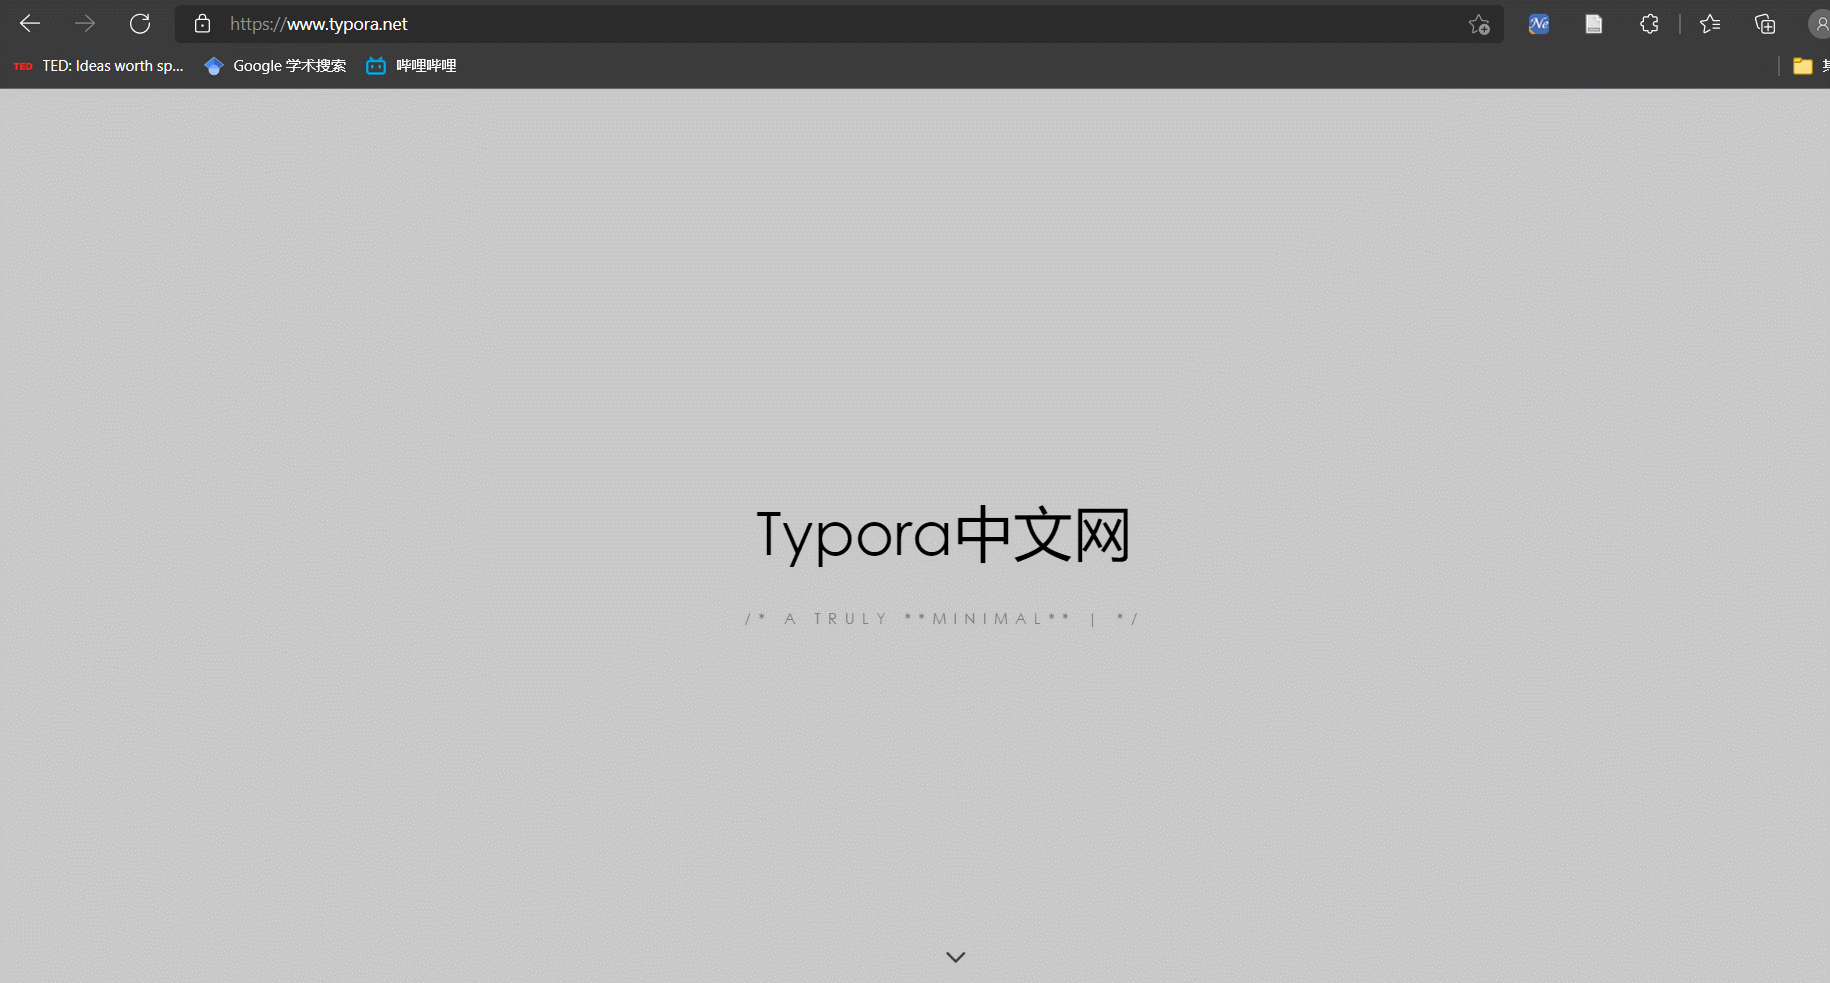 https://www.typora.net
TED TED: Ideas worth sp... Google 学术搜索 哔哩哔哩
Typora中文网
/* A TRULY **MINIMAL** | */